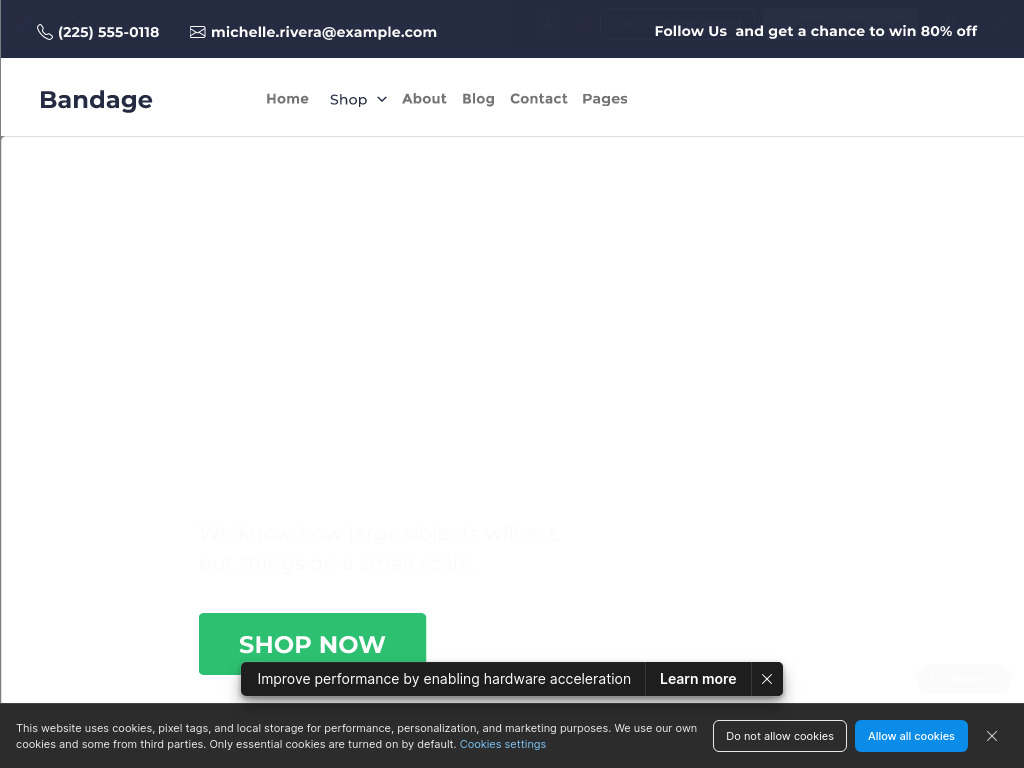 (225) 555-0118
michelle.rivera@example.com
Follow Us and get a chance to win 80% off
Bandage
Home
Shop
About
Blog
Contact
Pages
We know how large objects will act,
but things on a small scale.
SHOP NOW
Improve performance by enabling hardware acceleration
Learn more
This website uses cookies, pixel tags, and local storage for performance, personalization, and marketing purposes. We use our own
cookies and some from third parties. Only essential cookies are turned on by default. Cookies settings
Do not allow cookies
Allow all cookies